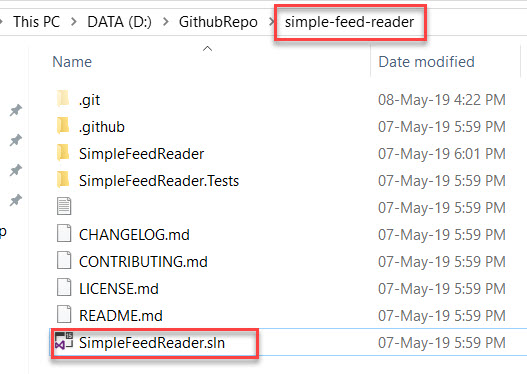 This PC > DATA (D:) > GithubRepo > simple-feed-reader
Name Date modified
.git 08-May-19 4:22 PM
.github 07-May-19 5:59 PM
SimpleFeedReader 07-May-19 6:01 PM
SimpleFeedReader.Tests 07-May-19 5:59 PM
07-May-19 5:59 PM
p
CHANGELOG.md 07-May-19 5:59 PM
CONTRIBUTING.md 07-May-19 5:59 PM
LICENSE.md 07-May-19 5:59 PM
README.md 07-May-19 5:59 PM
SimpleFeedReader.sln 07-May-19 5:59 PM